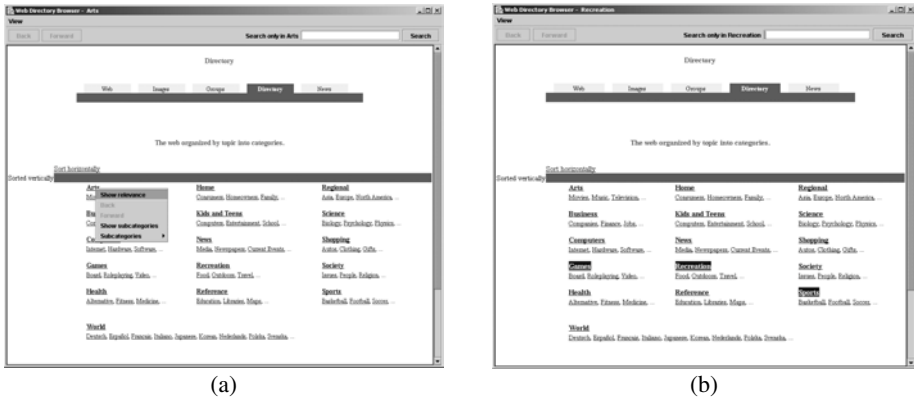 Web Directory Browser - Arts
View
Back Forward Search only in Arts Search
Directory
Web Images Groups Directory News
The web organized by topic into categories.
Sort horizontally
Sorted vertically
Arts Home Regional
Show relevance Consumers, Homeowners, Family, ... Asia, Europe, North America, ...
Back
Forward Kids and Teens Science
Show subcategories Computers, Entertainment, School, ... Biology, Psychology, Physics, ...
Subcategories
News Shopping
Internet, Hardware, Software, ... Media, Newspapers, Current Events, ... Autos, Clothing, Gifts, ...
Games Recreation Society
Board, Roleplaying, Video, ... Food, Outdoors, Travel, ... Issues, People, Religion, ...
Health Reference Sports
Alternative, Fitness, Medicine, ... Education, Libraries, Maps, ... Basketball, Football, Soccer, ...
World
Deutsch, Español, Français, Italiano, Japanese, Korean, Nederlands, Polska, Svenska, ...
(a)
Web Directory Browser - Recreation
View
Back Forward Search only in Recreation Search
Directory
Web Images Groups Directory News
The web organized by topic into categories.
Sort horizontally
Sorted vertically
Arts Home Regional
Movies, Music, Television, ... Consumers, Homeowners, Family, ... Asia, Europe, North America, ...
Business Kids and Teens Science
Companies, Finance, Jobs, ... Computers, Entertainment, School, ... Biology, Psychology, Physics, ...
Computers News Shopping
Internet, Hardware, Software, ... Media, Newspapers, Current Events, ... Autos, Clothing, Gifts, ...
Games Recreation Society
Board, Roleplaying, Video, ... Food, Outdoors, Travel, ... Issues, People, Religion, ...
Health Reference Sports
Alternative, Fitness, Medicine, ... Education, Libraries, Maps, ... Basketball, Football, Soccer, ...
World
Deutsch, Español, Français, Italiano, Japanese, Korean, Nederlands, Polska, Svenska, ...
(b)